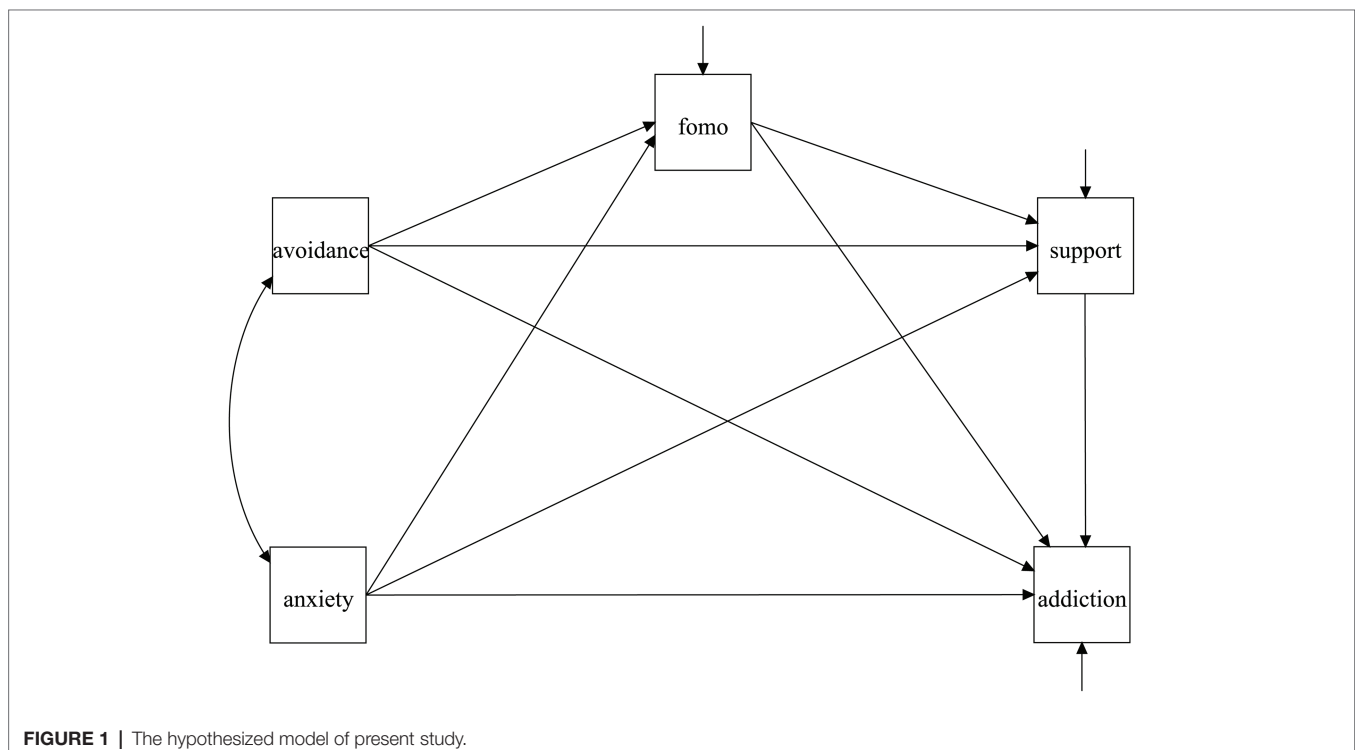 fomo
avoidance
support
anxiety
addiction
FIGURE 1 | The hypothesized model of present study.